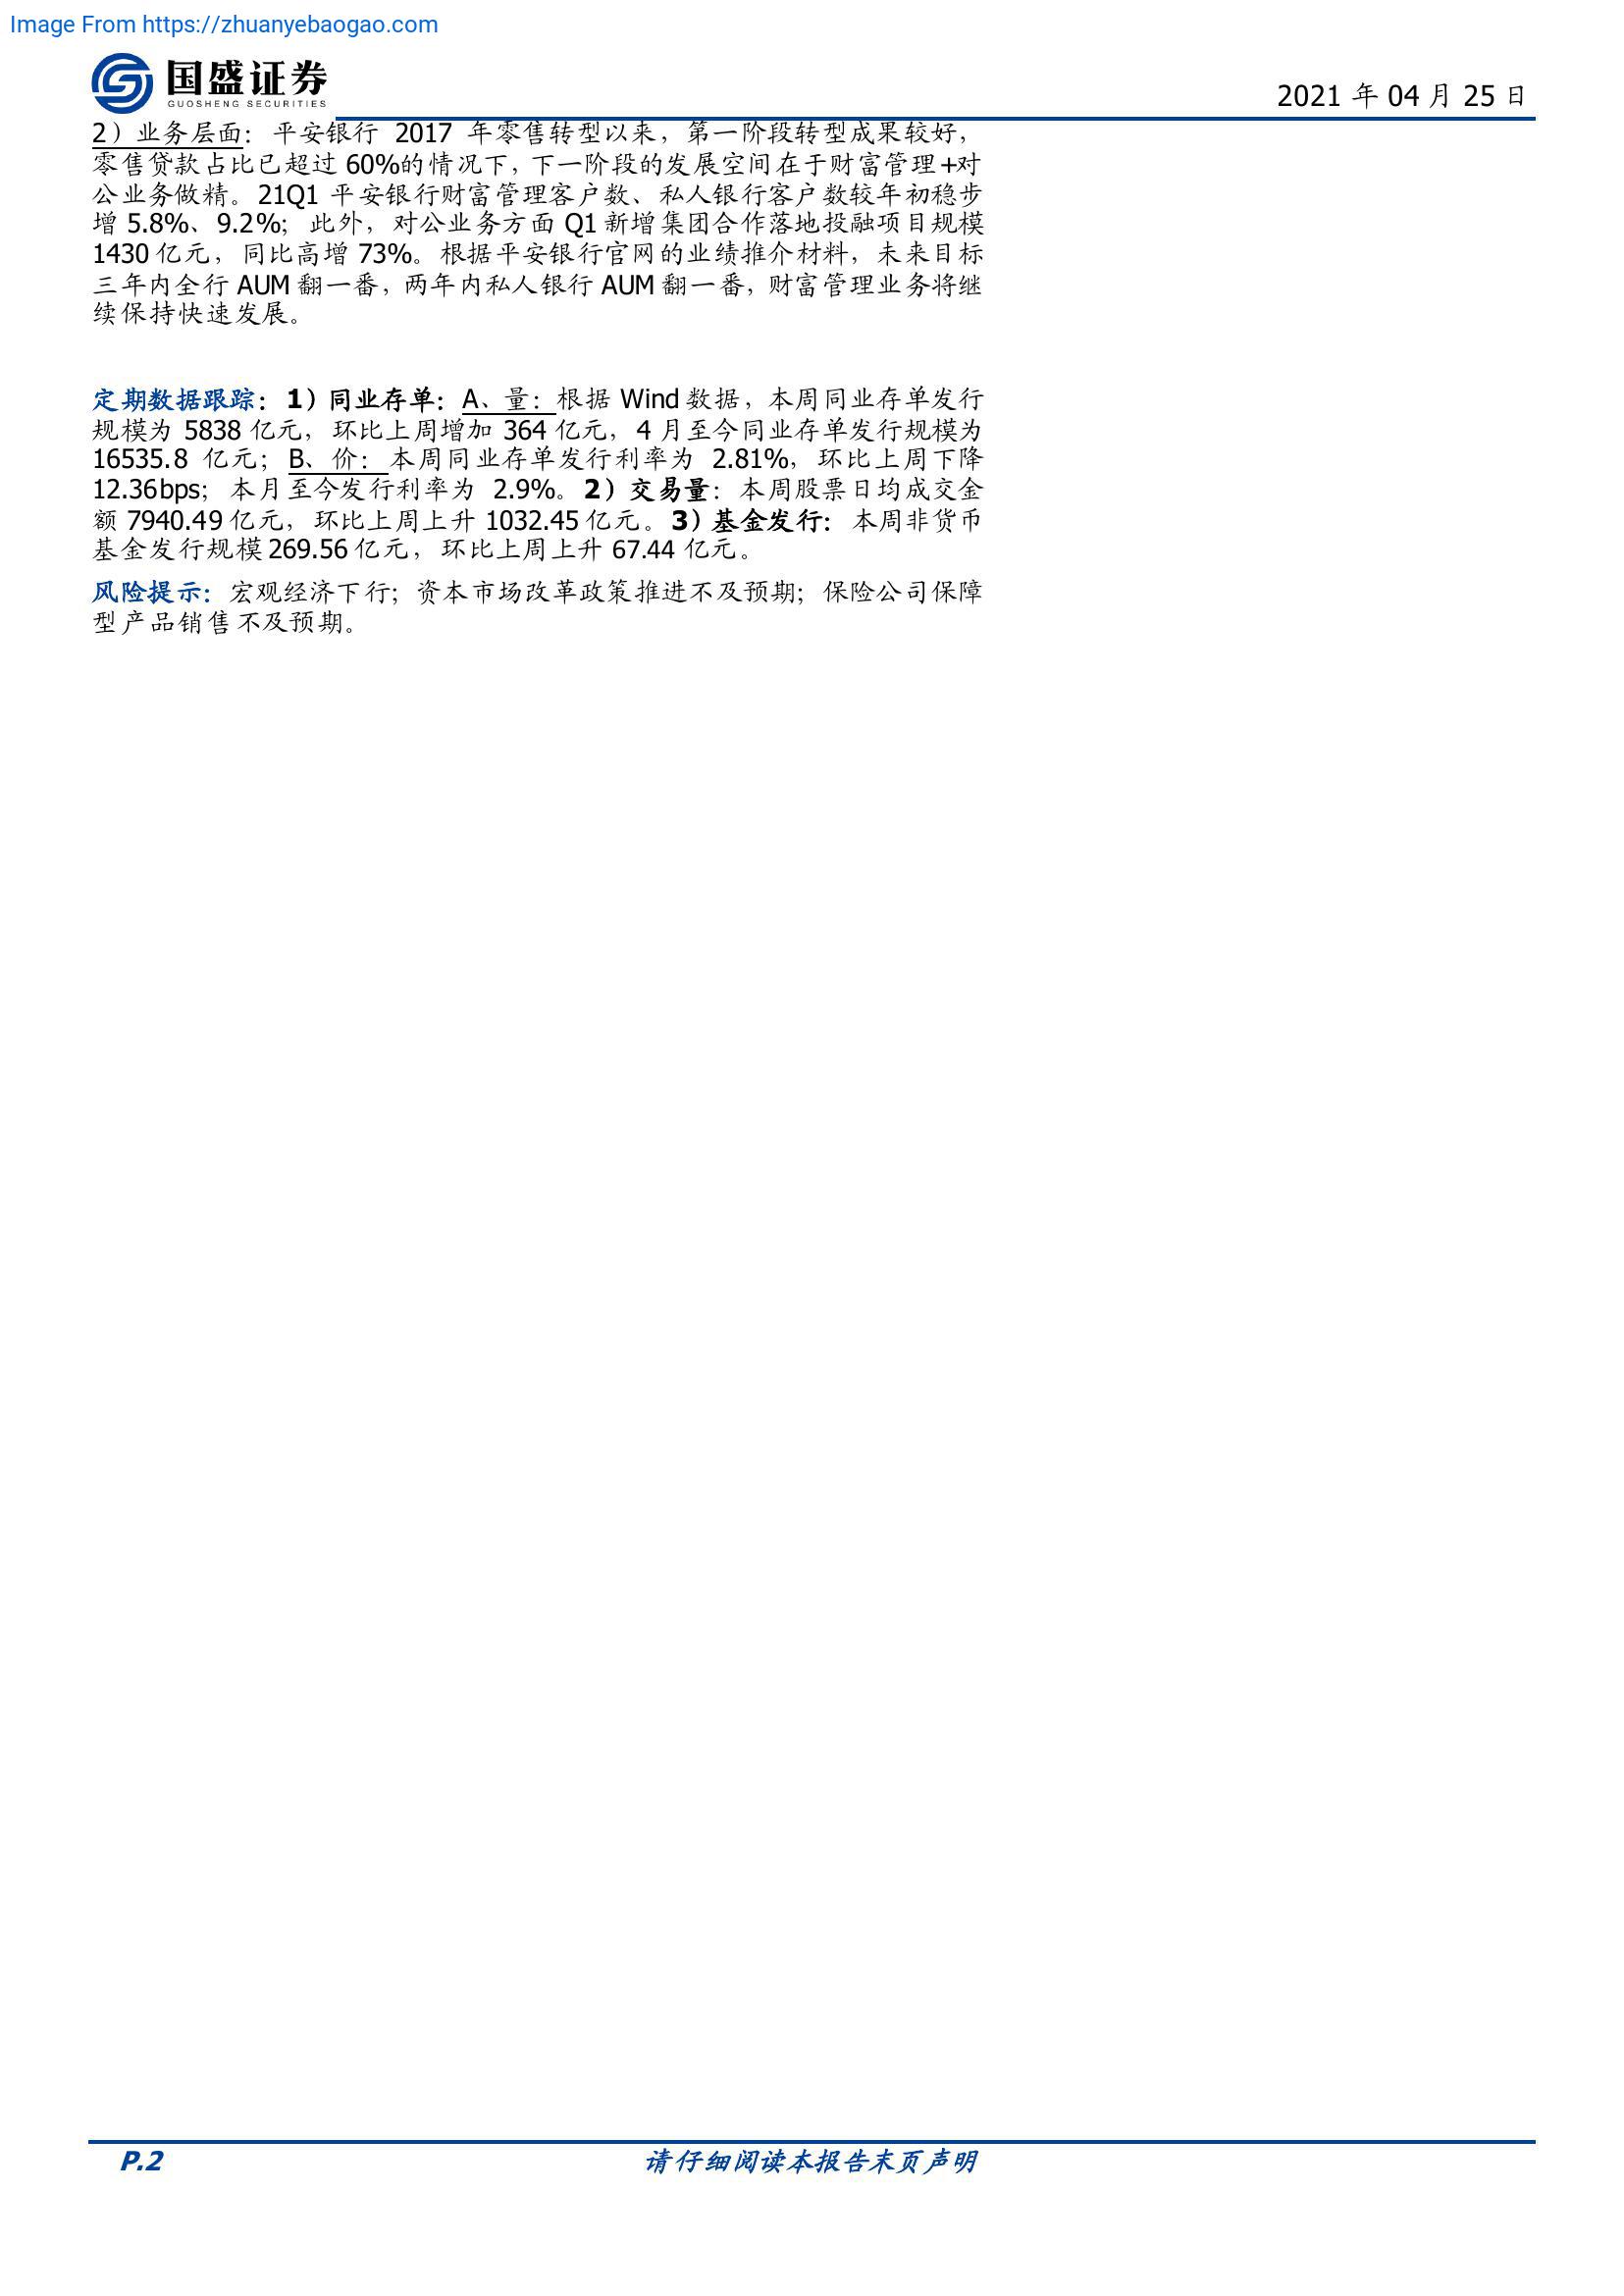 Image From https://zhuanyebaogao.com
国盛证券
GUOSHENG SECURITIES
2021 年 04 月 25 日
2）业务层面：平安银行 2017 年零售转型以来，第一阶段转型成果较好，
零售贷款占比已超过 60%的情况下，下一阶段的发展空间在于财富管理+对
公业务做精。21Q1 平安银行财富管理客户数、私人银行客户数较年初稳步
增 5.8%、9.2%；此外，对公业务方面 Q1 新增集团合作落地投融项目规模
1430 亿元，同比高增 73%。根据平安银行官网的业绩推介材料，未来目标
三年内全行 AUM 翻一番，两年内私人银行 AUM 翻一番，财富管理业务将继
续保持快速发展。
定期数据跟踪：1）同业存单：A、量：根据 Wind 数据，本周同业存单发行
规模为 5838 亿元，环比上周增加 364 亿元，4 月至今同业存单发行规模为
16535.8 亿元；B、价：本周同业存单发行利率为 2.81%，环比上周下降
12.36bps；本月至今发行利率为 2.9%。2）交易量：本周股票日均成交金
额 7940.49 亿元，环比上周上升 1032.45 亿元。3）基金发行：本周非货币
基金发行规模 269.56 亿元，环比上周上升 67.44 亿元。
风险提示：宏观经济下行；资本市场改革政策推进不及预期；保险公司保障
型产品销售不及预期。
P.2
请仔细阅读本报告末页声明